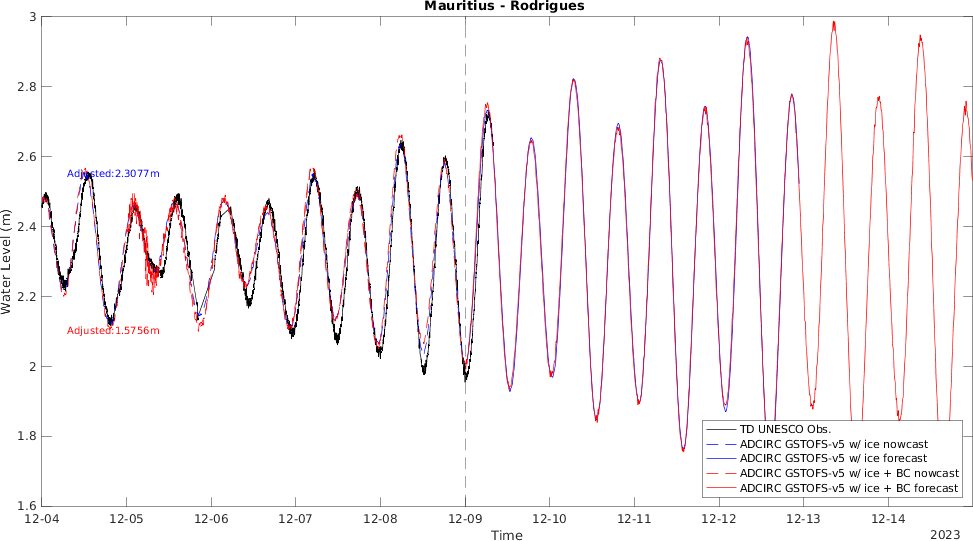 Mauritius - Rodrigues
3
2.8
2.6
2.4
2.2
2
1.8
1.6
Water Level (m)
Adjusted:2.3077m
Adjusted:1.5756m
TD UNESCO Obs.
ADCIRC GSTOFS-v5 w/ ice nowcast
ADCIRC GSTOFS-v5 w/ ice forecast
ADCIRC GSTOFS-v5 w/ ice + BC nowcast
ADCIRC GSTOFS-v5 w/ ice + BC forecast
12-04 12-05 12-06 12-07 12-08 12-09 12-10 12-11 12-12 12-13 12-14
Time
2023